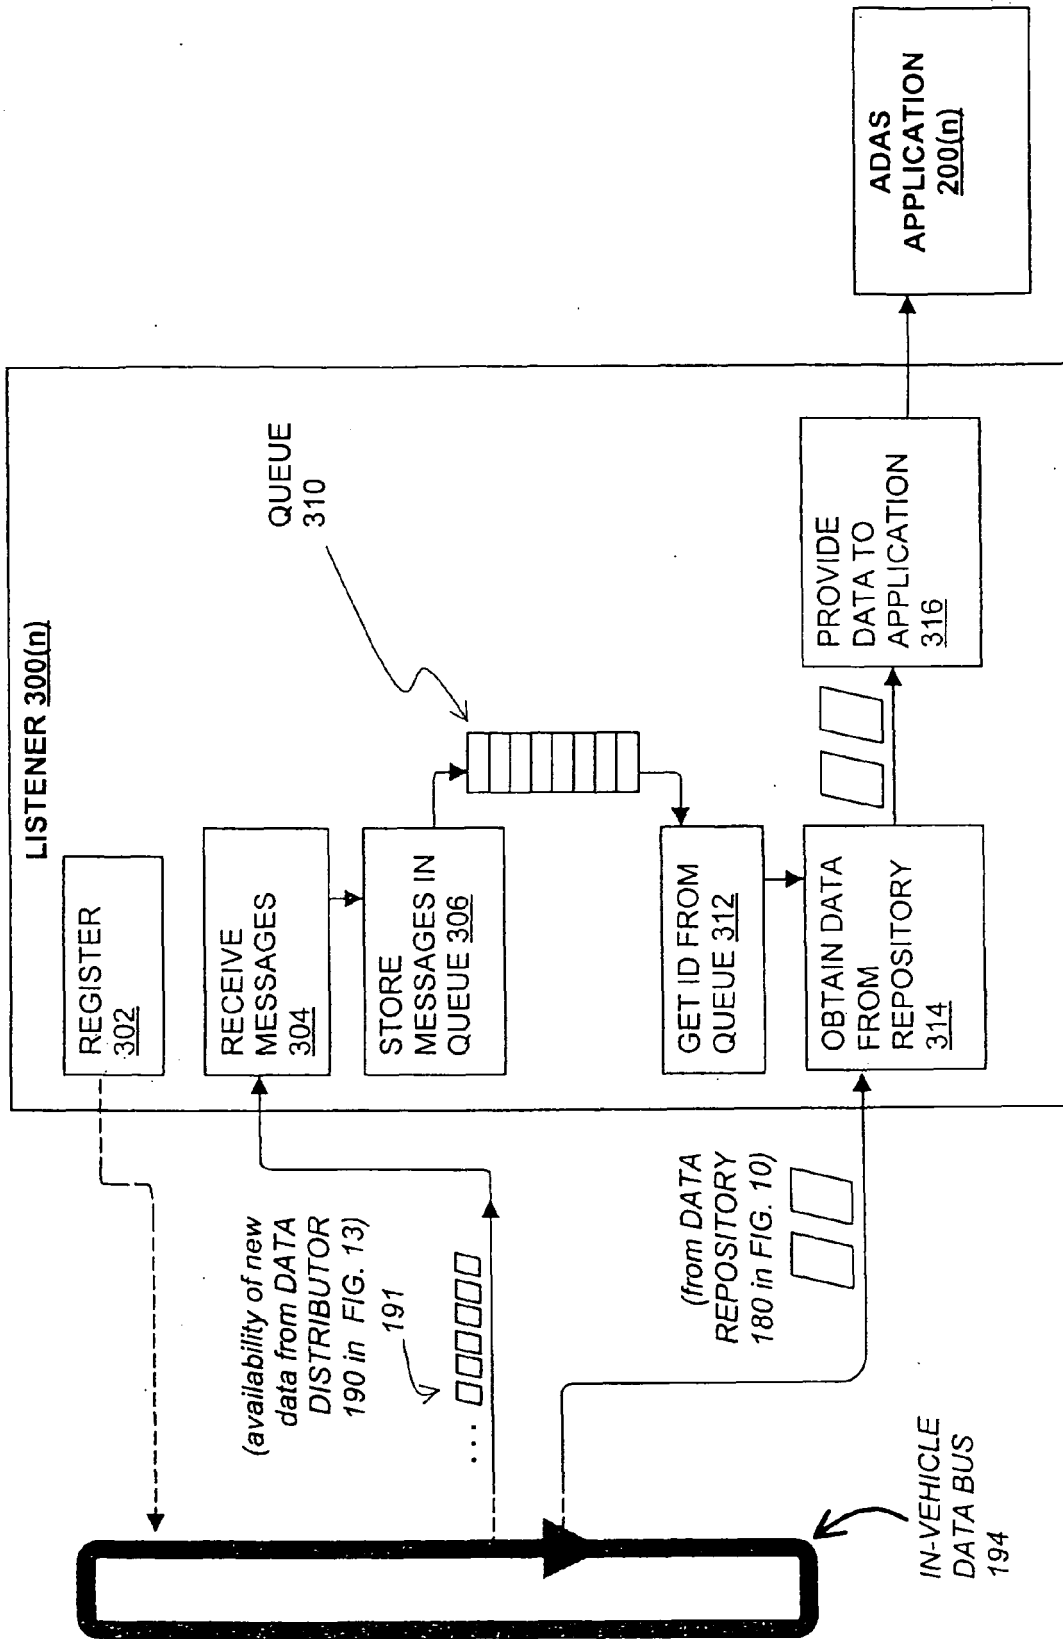 LISTENER 300(n)
REGISTER
302
RECEIVE
MESSAGES
304
STORE
MESSAGES IN
QUEUE 306
QUEUE
310
GET ID FROM
QUEUE 312
OBTAIN DATA
FROM
REPOSITORY
314
PROVIDE
DATA TO
APPLICATION
316
ADAS
APPLICATION
200(n)
(availability of new
data from DATA
DISTRIBUTOR
190 in FIG. 13)
191
...
(from DATA
REPOSITORY
180 in FIG. 10)
IN-VEHICLE
DATA BUS
194